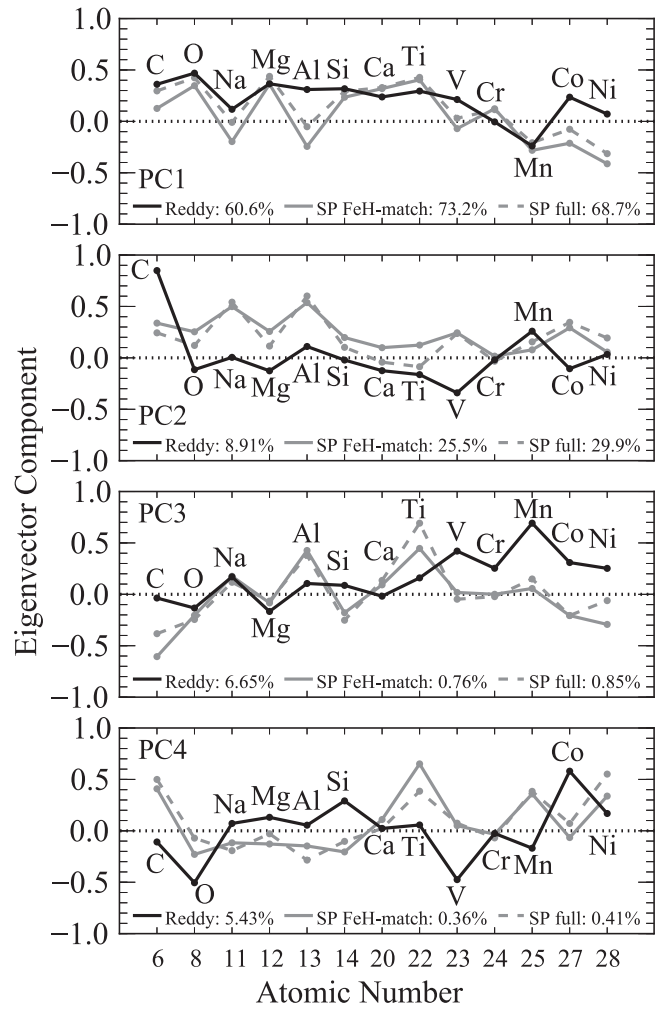 1.0
C O Na Mg Al Si Ca Ti V Cr Mn Co Ni
0.5
0.0
−0.5
PC1
Reddy: 60.6% SP FeH-match: 73.2% SP full: 68.7%
−1.0
1.0
C O Na Mg Al Si Ca Ti V Cr Mn Co Ni
0.5
0.0
−0.5
PC2
Reddy: 8.91% SP FeH-match: 25.5% SP full: 29.9%
−1.0
1.0
PC3
C O Na Mg Al Si Ca Ti V Cr Mn Co Ni
0.5
0.0
−0.5
Reddy: 6.65% SP FeH-match: 0.76% SP full: 0.85%
−1.0
1.0
PC4
C O Na Mg Al Si Ca Ti V Cr Mn Co Ni
0.5
0.0
−0.5
Reddy: 5.43% SP FeH-match: 0.36% SP full: 0.41%
−1.0
6 8 11 12 13 14 20 22 23 24 25 27 28
Atomic Number
Eigenvector Component